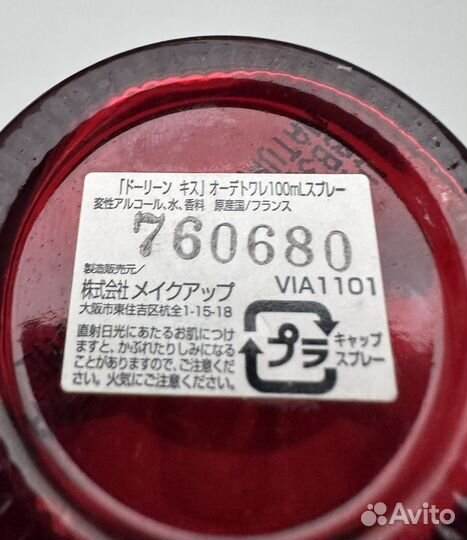 「ドーリーン キス」オーデトワレ100mLスプレー
変性アルコール、水、香料 原産国/フランス
760680
製造販売元/
株式会社 メイクアップ
VIA1101
大阪市東住吉区杭全1-15-18
直射日光にあたるお肌につけ
ますと、かぶれたりしみになる
ことがありますので、ご注意くだ
さい。火気にご注意ください。
プラ
キャップ
スプレー
Avito